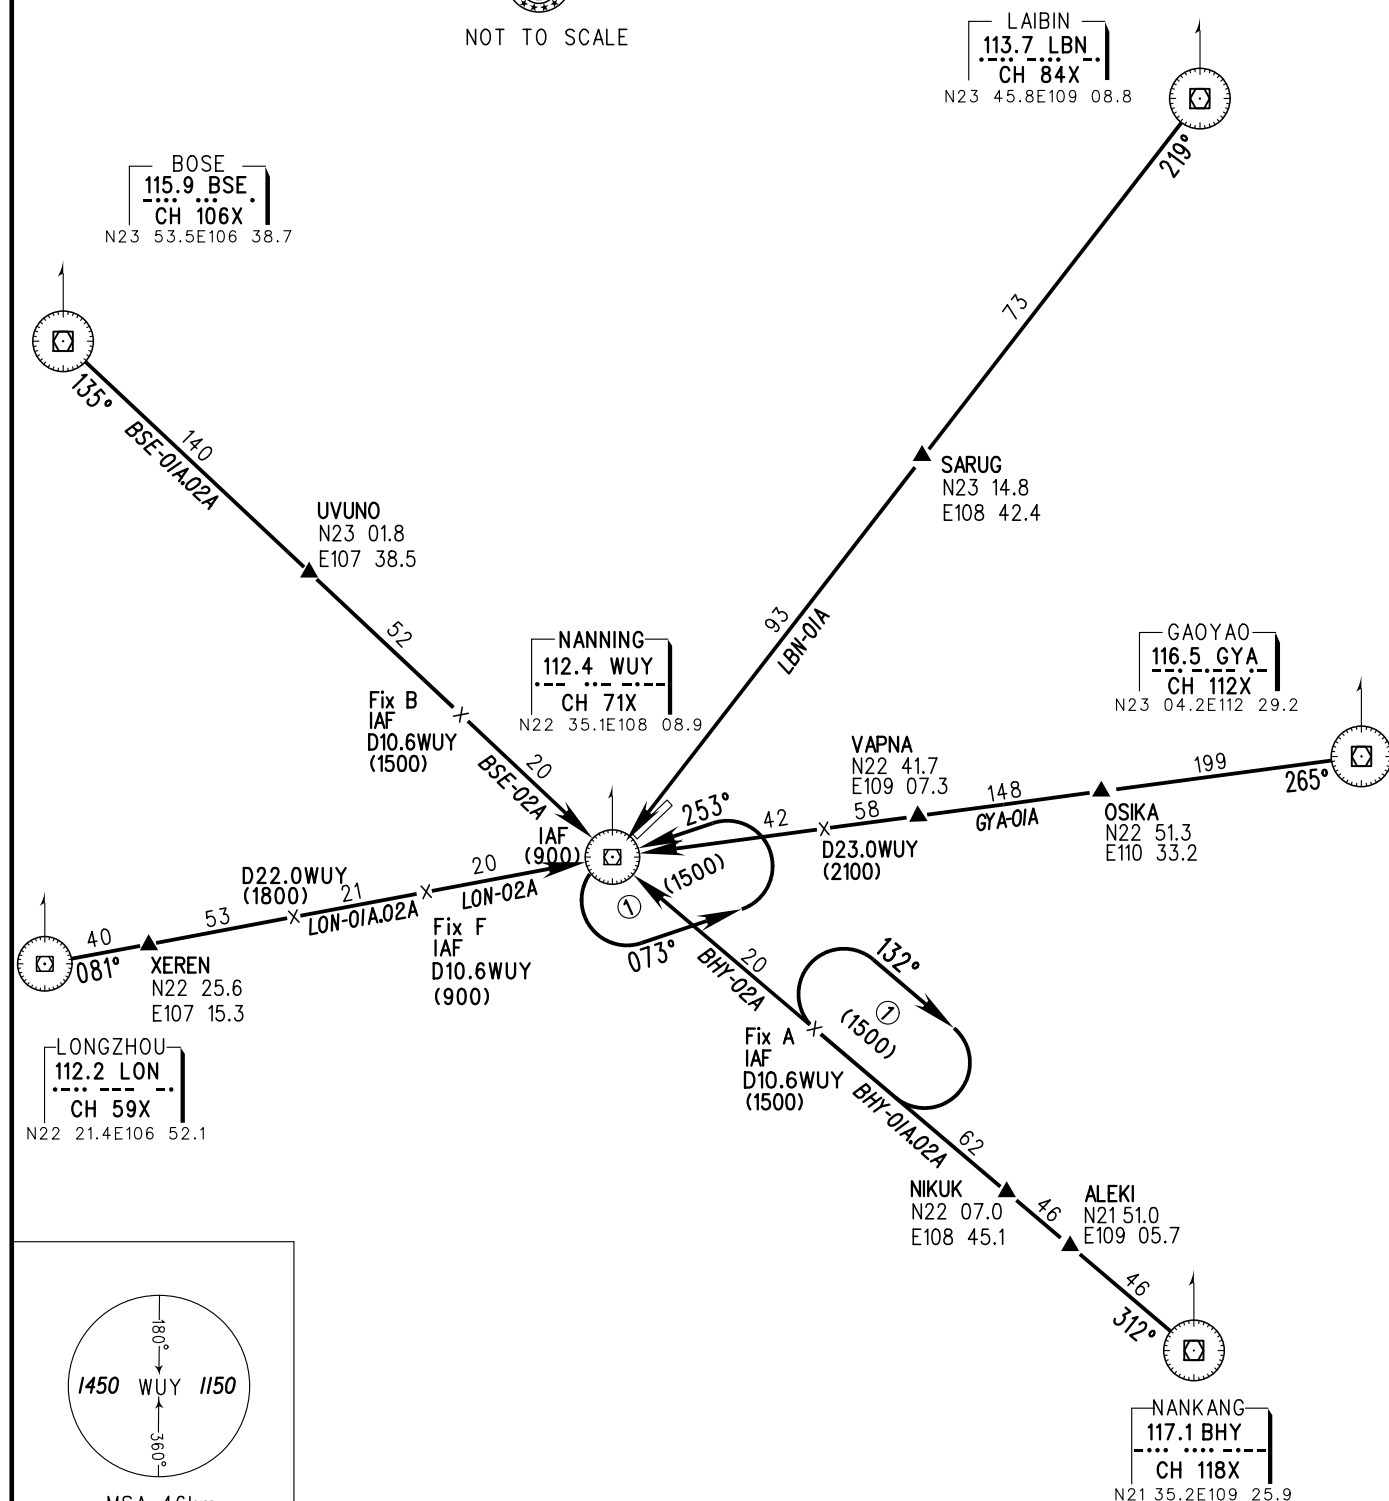 NOT TO SCALE
LAIBIN
113.7 LBN
CH 84X
N23 45.8E109 08.8
219°
BOSE
115.9 BSE
CH 106X
N23 53.5E106 38.7
135°
BSE-01A.02A
140
73
SARUG
N23 14.8
E108 42.4
UVUNO
N23 01.8
E107 38.5
52
93
LBN-01A
NANNING
112.4 WUY
CH 71X
N22 35.1E108 08.9
GAOYAO
116.5 GYA
CH 112X
N23 04.2E112 29.2
Fix B
IAF
D10.6WUY
(1500)
20
BSE-02A
VAPNA
N22 41.7
E109 07.3
199
265°
148
GYA-01A
OSIKA
N22 51.3
E110 33.2
253°
42
58
D23.0WUY
(2100)
IAF
(900)
(1500)
1
073°
D22.0WUY
(1800)
21
20
LON-02A
LON-01A.02A
53
40
081°
XEREN
N22 25.6
E107 15.3
Fix F
IAF
D10.6WUY
(900)
LONGZHOU
112.2 LON
CH 59X
N22 21.4E106 52.1
20
BHY-02A
132°
1
(1500)
Fix A
IAF
D10.6WUY
(1500)
BHY-01A.02A
62
NIKUK
N22 07.0
E108 45.1
46
ALEKI
N21 51.0
E109 05.7
46
312°
NANKANG
117.1 BHY
CH 118X
N21 35.2E109 25.9
180°
1450 WUY 1150
360°
MSA 46km